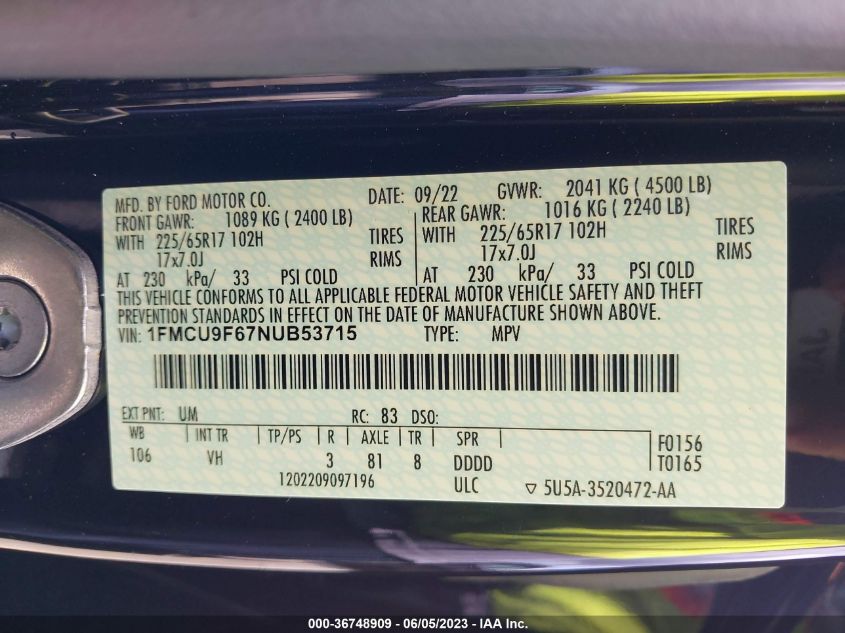 MFD. BY FORD MOTOR CO. DATE: 09/22 GVWR: 2041 KG ( 4500 LB)
FRONT GAWR: 1089 KG ( 2400 LB) REAR GAWR: 1016 KG ( 2240 LB)
WITH 225/65R17 102H TIRES WITH 225/65R17 102H TIRES
17x7.0J RIMS 17x7.0J RIMS
AT 230 kPa/ 33 PSI COLD AT 230 kPa/ 33 PSI COLD
THIS VEHICLE CONFORMS TO ALL APPLICABLE FEDERAL MOTOR VEHICLE SAFETY AND THEFT
PREVENTION STANDARDS IN EFFECT ON THE DATE OF MANUFACTURE SHOWN ABOVE.
VIN: 1FMCU9F67NUB53715 TYPE: MPV
EXT PNT: UM RC: 83 DSO:
WB INT TR TP/PS R AXLE TR SPR F0156
106 VH 3 81 8 DDDD T0165
1202209097196 ULC ▽ 5U5A-3520472-AA
000-36748909 - 06/05/2023 - IAA Inc.